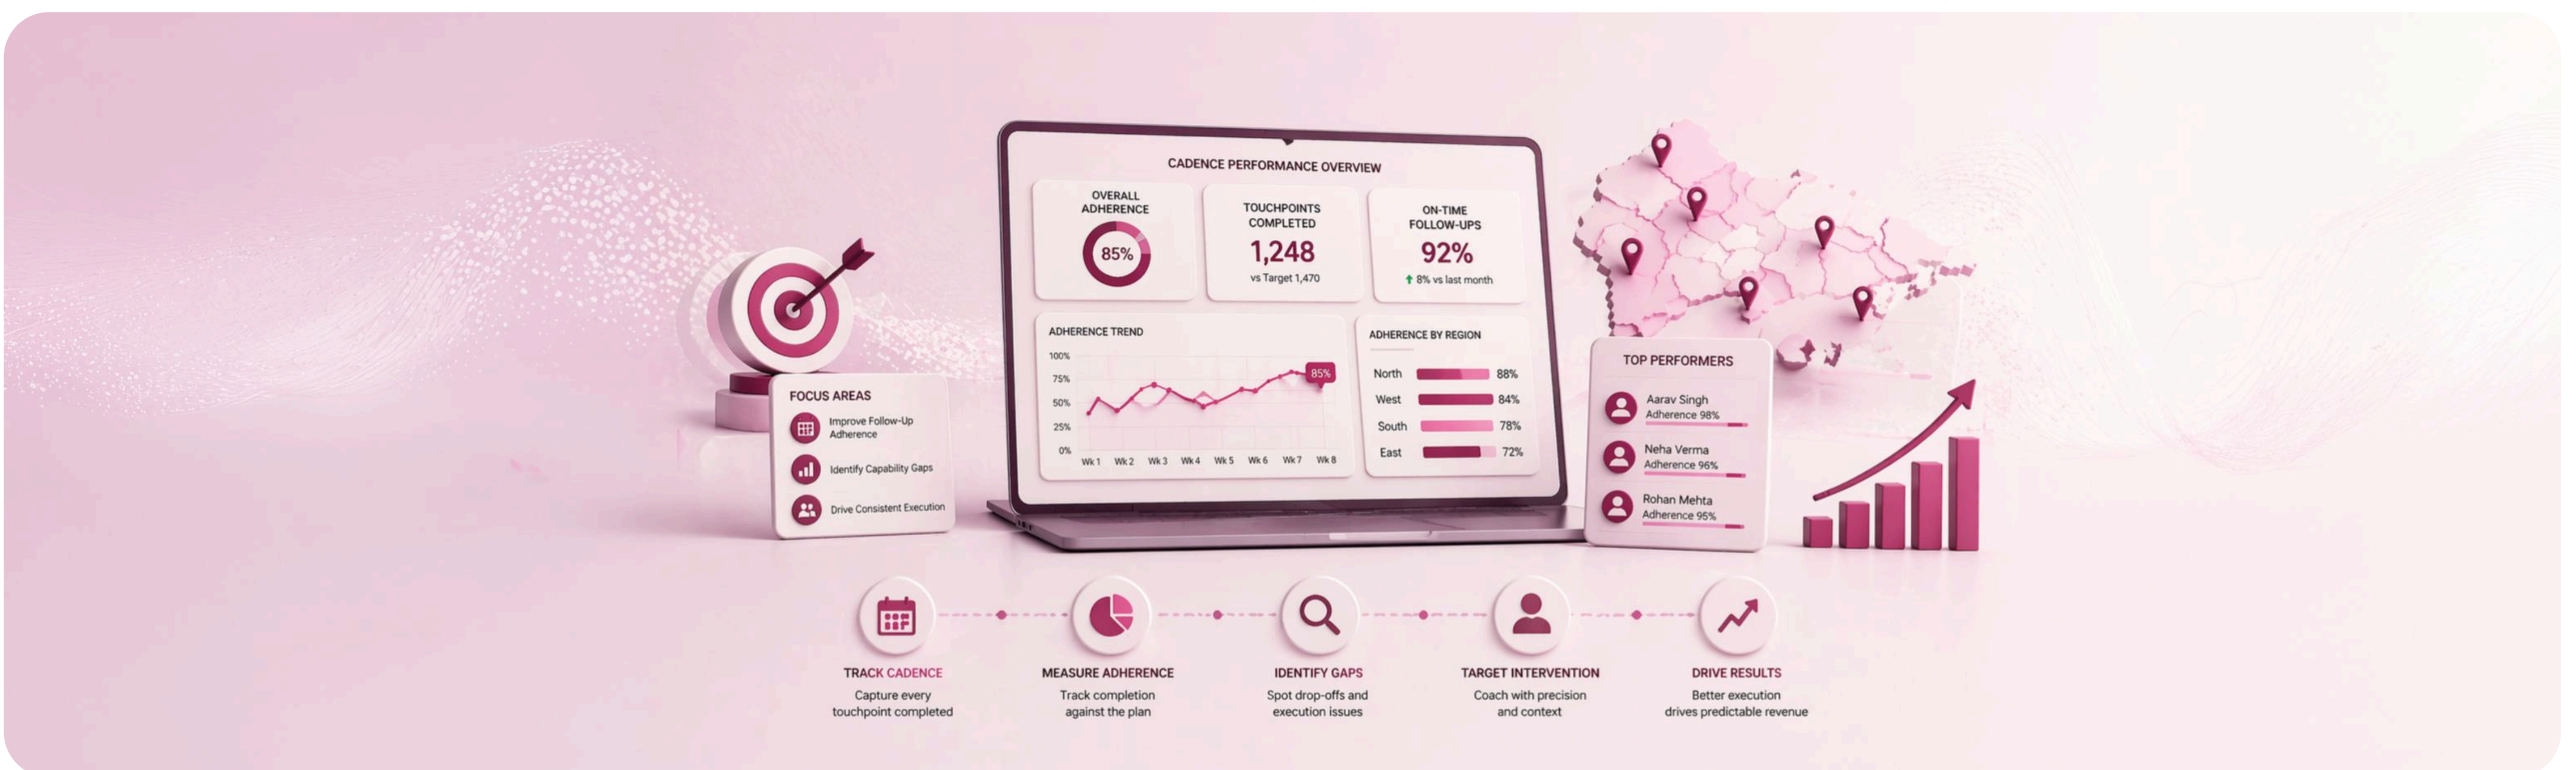 CADENCE PERFORMANCE OVERVIEW
OVERALL
ADHERENCE
85%
TOUCHPOINTS
COMPLETED
1,248
vs Target 1,470
ON-TIME
FOLLOW-UPS
92%
8% vs last month
ADHERENCE TREND
100%
75%
50%
25%
0%
85%
Wk 1 Wk 2 Wk 3 Wk 4 Wk 5 Wk 6 Wk 7 Wk 8
ADHERENCE BY REGION
North 88%
West 84%
South 78%
East 72%
FOCUS AREAS
Improve Follow-Up
Adherence
Identify Capability Gaps
Drive Consistent Execution
TOP PERFORMERS
Aarav Singh
Adherence 98%
Neha Verma
Adherence 96%
Rohan Mehta
Adherence 95%
TRACK CADENCE
Capture every
touchpoint completed
MEASURE ADHERENCE
Track completion
against the plan
IDENTIFY GAPS
Spot drop-offs and
execution issues
TARGET INTERVENTION
Coach with precision
and context
DRIVE RESULTS
Better execution
drives predictable revenue